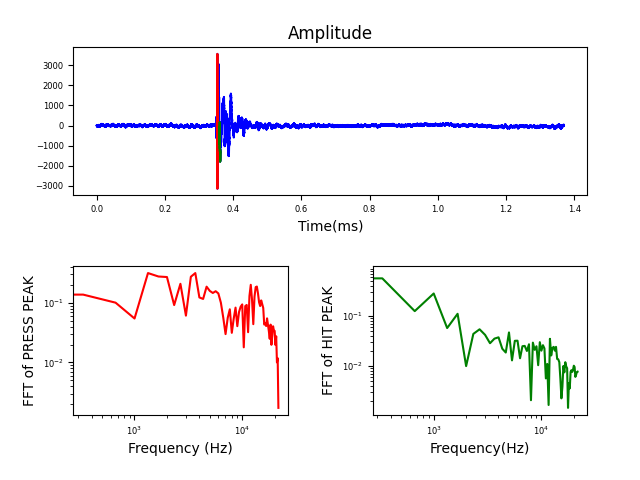 Amplitude
3000
2000
1000
0
−1000
−2000
−3000
0.0 0.2 0.4 0.6 0.8 1.0 1.2 1.4
Time(ms)
FFT of PRESS PEAK
10⁻¹
10⁻²
10³ 10⁴
Frequency (Hz)
FFT of HIT PEAK
10⁻¹
10⁻²
10³ 10⁴
Frequency(Hz)